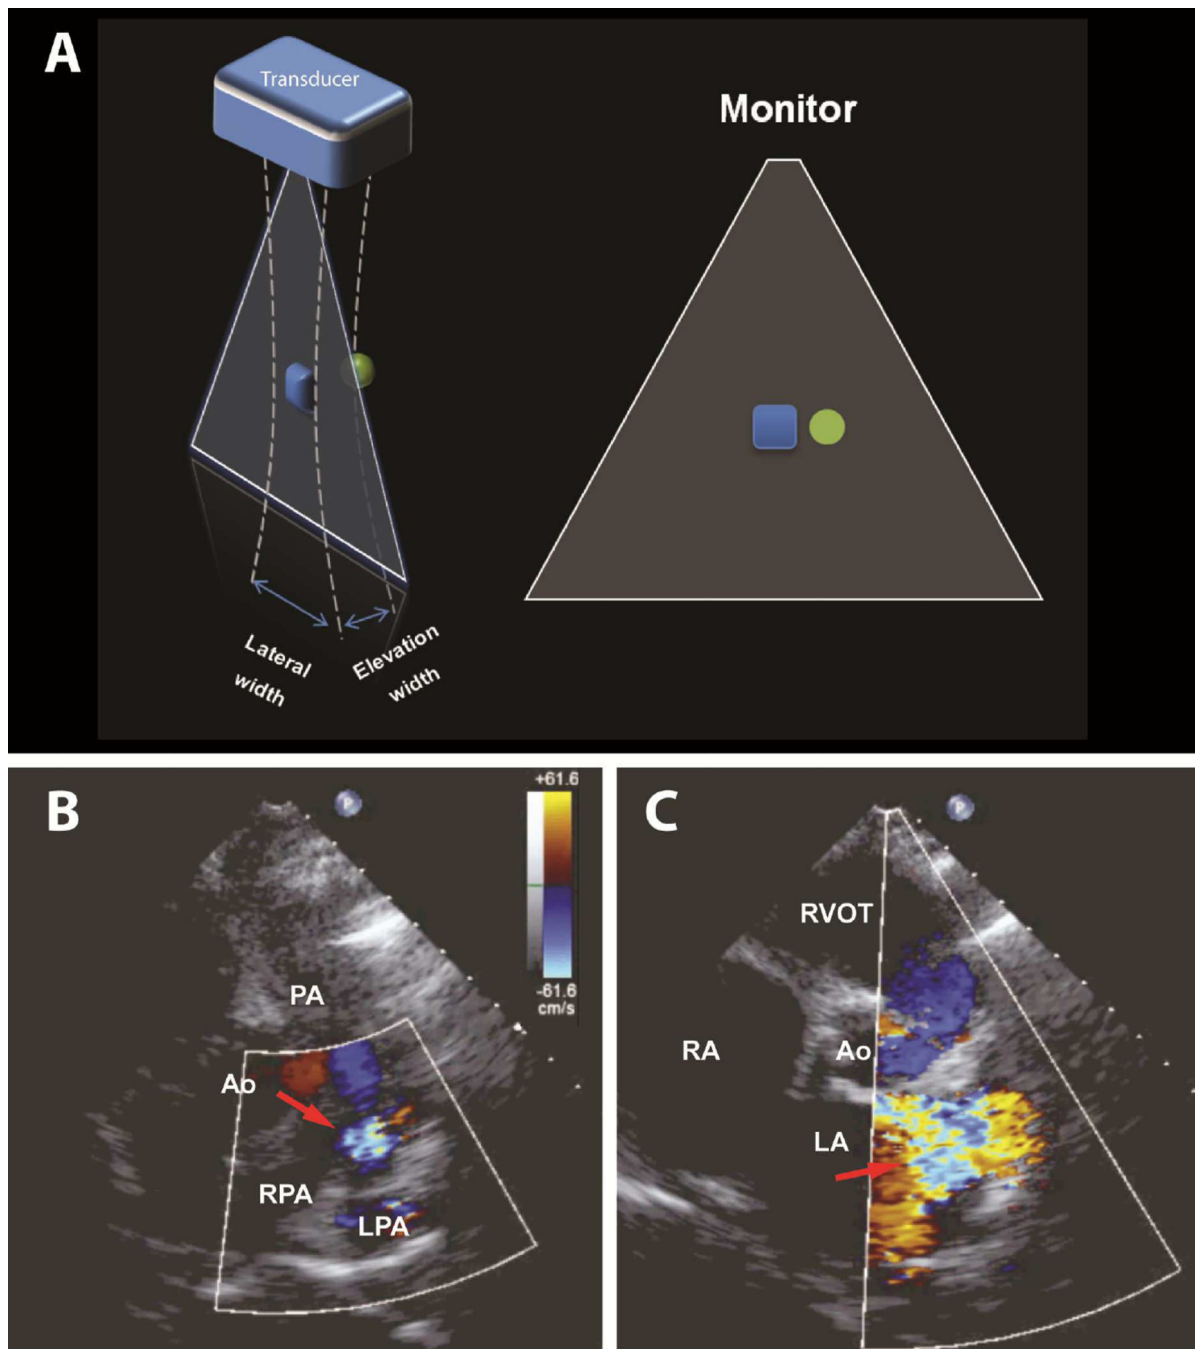 A
Transducer
Monitor
Lateral
width
Elevation
width
B
P
+61.6
-61.6
cm/s
PA
Ao
RPA
LPA
C
P
RVOT
RA
Ao
LA